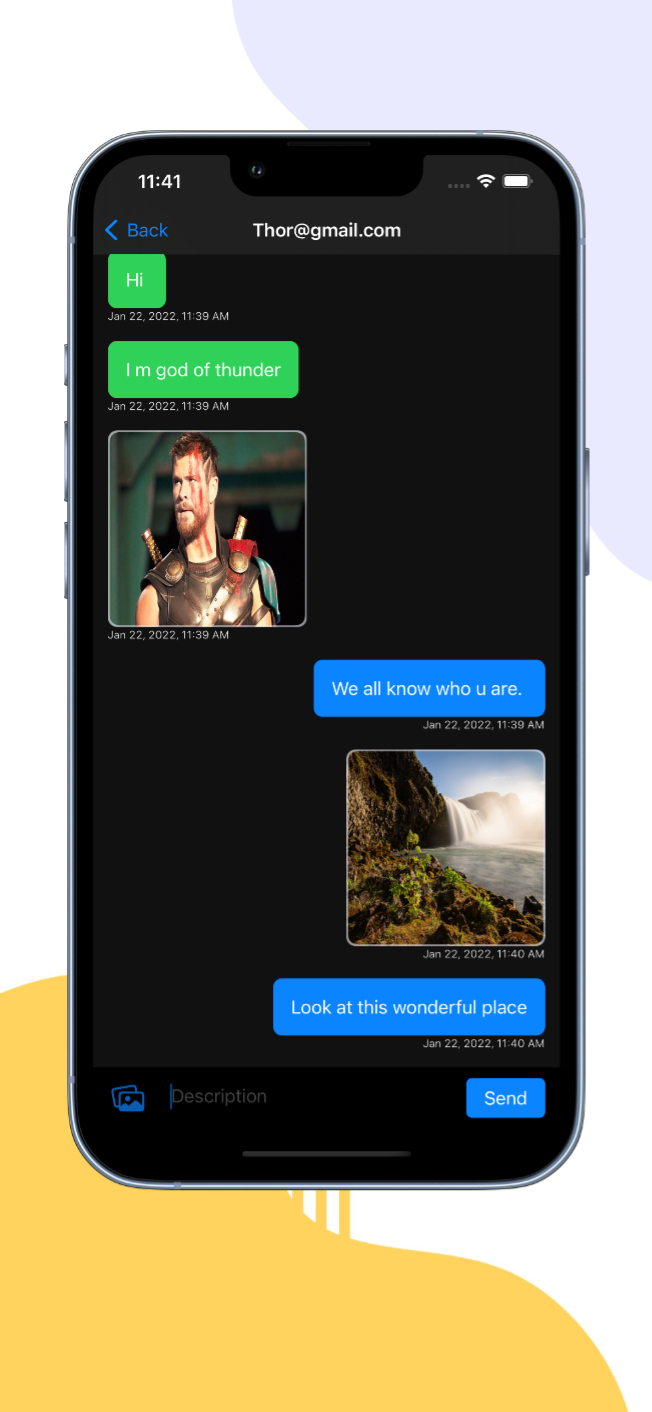 11:41
Back
Thor@gmail.com
Hi
Jan 22, 2022, 11:39 AM
I m god of thunder
Jan 22, 2022, 11:39 AM
Jan 22, 2022, 11:39 AM
We all know who u are.
Jan 22, 2022, 11:39 AM
Jan 22, 2022, 11:40 AM
Look at this wonderful place
Jan 22, 2022, 11:40 AM
Description
Send